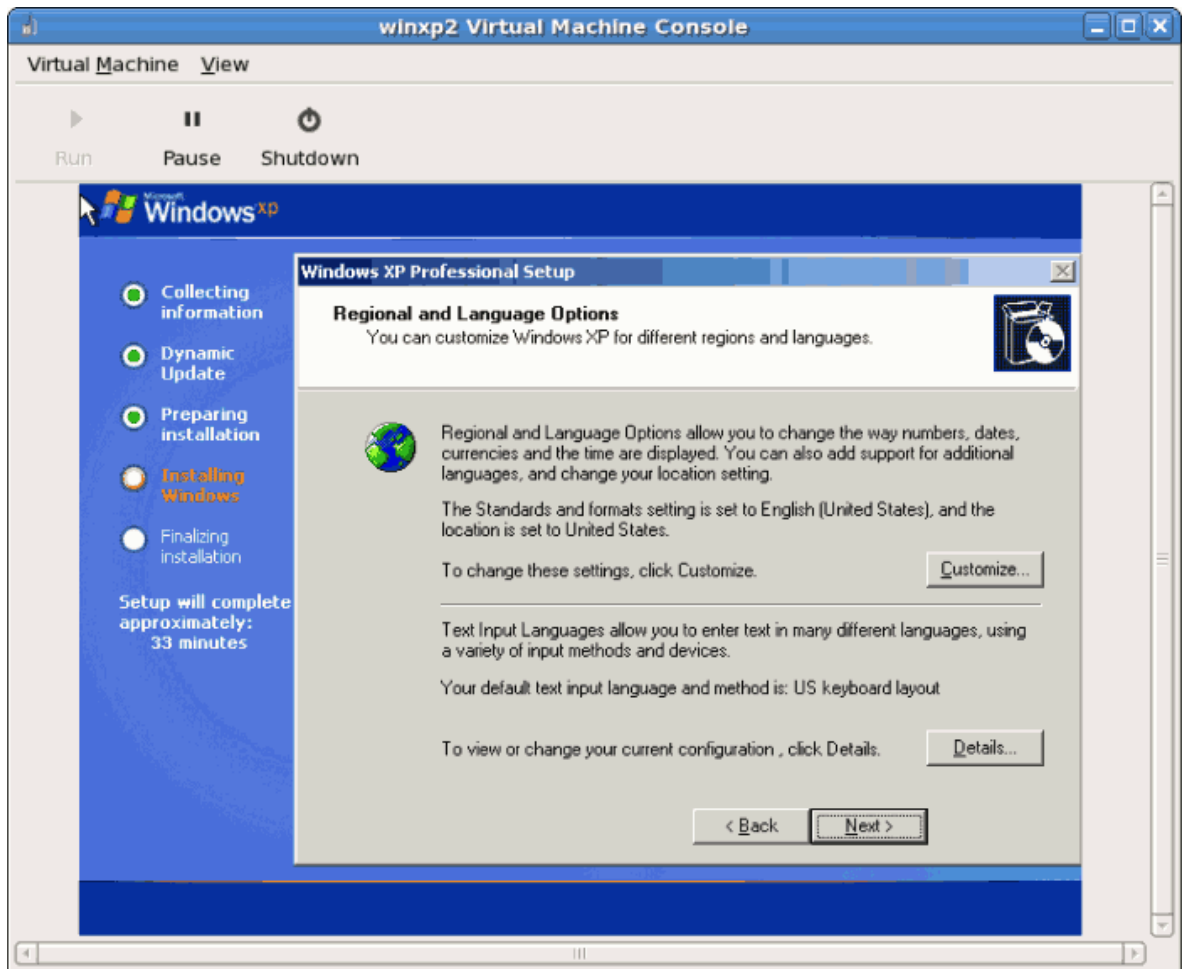 winxp2 Virtual Machine Console
Virtual Machine View
Run Pause Shutdown
Microsoft
Windows xp
Collecting
information
Dynamic
Update
Preparing
installation
Installing
Windows
Finalizing
installation
Setup will complete
approximately:
33 minutes
Windows XP Professional Setup
Regional and Language Options
You can customize Windows XP for different regions and languages.
Regional and Language Options allow you to change the way numbers, dates,
currencies and the time are displayed. You can also add support for additional
languages, and change your location setting.
The Standards and formats setting is set to English (United States), and the
location is set to United States.
To change these settings, click Customize.
Customize...
Text Input Languages allow you to enter text in many different languages, using
a variety of input methods and devices.
Your default text input language and method is: US keyboard layout
To view or change your current configuration , click Details.
Details...
< Back
Next >